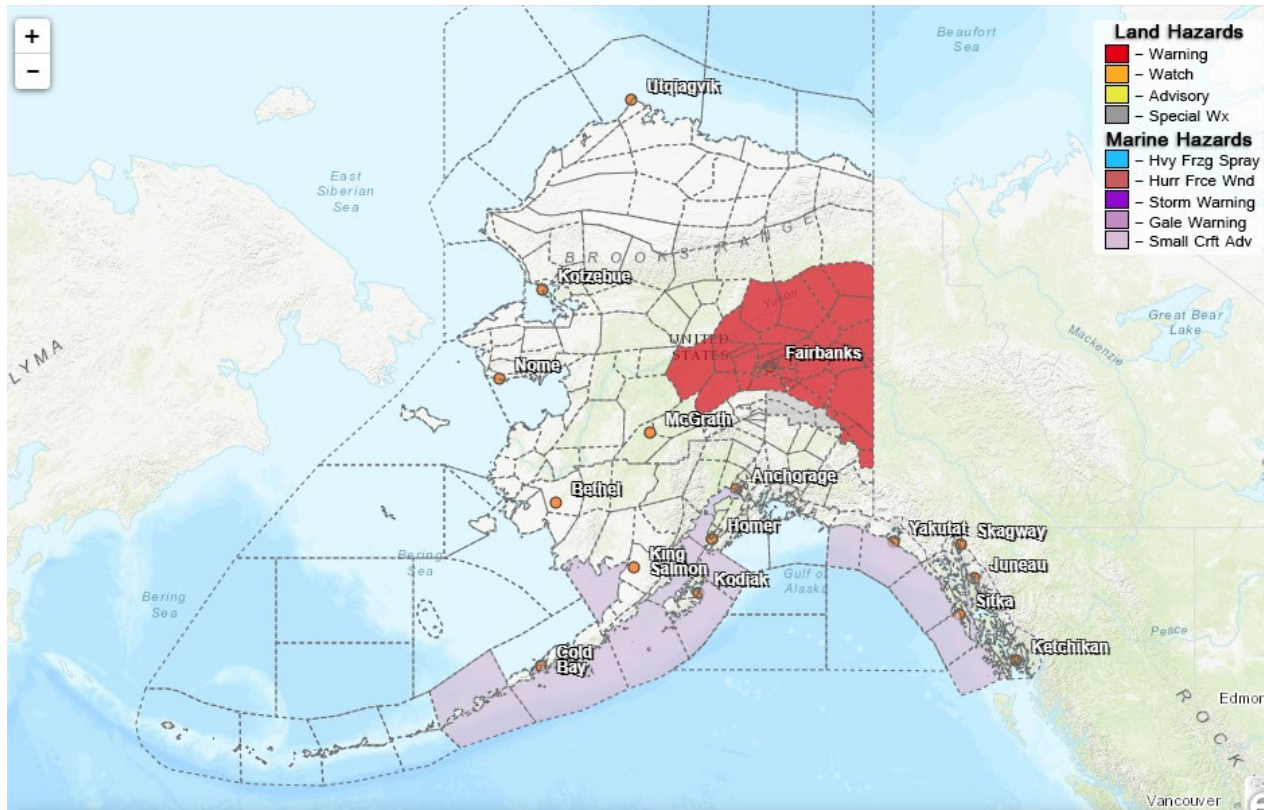 +
−
Beaufort
Sea
Land Hazards
– Warning
– Watch
– Advisory
– Special Wx
Marine Hazards
– Hvy Frzg Spray
– Hurr Frce Wnd
– Storm Warning
– Gale Warning
– Small Crft Adv
Utqiagvik
East
Siberian
Sea
BROOKS RANGE
Kotzebue
Yukon
Great Bear
Lake
Mackenzie
LYMA
UNITED
STATES
Fairbanks
Nome
McGrath
Anchorage
Bethel
Homer
Yakutat
Skagway
Bering
Sea
King
Salmon
Kodiak
Gulf of
Alaska
Juneau
Sitka
Bering
Sea
Peace
Ketchikan
Cold
Bay
Edmor
ROCK
Vancouver